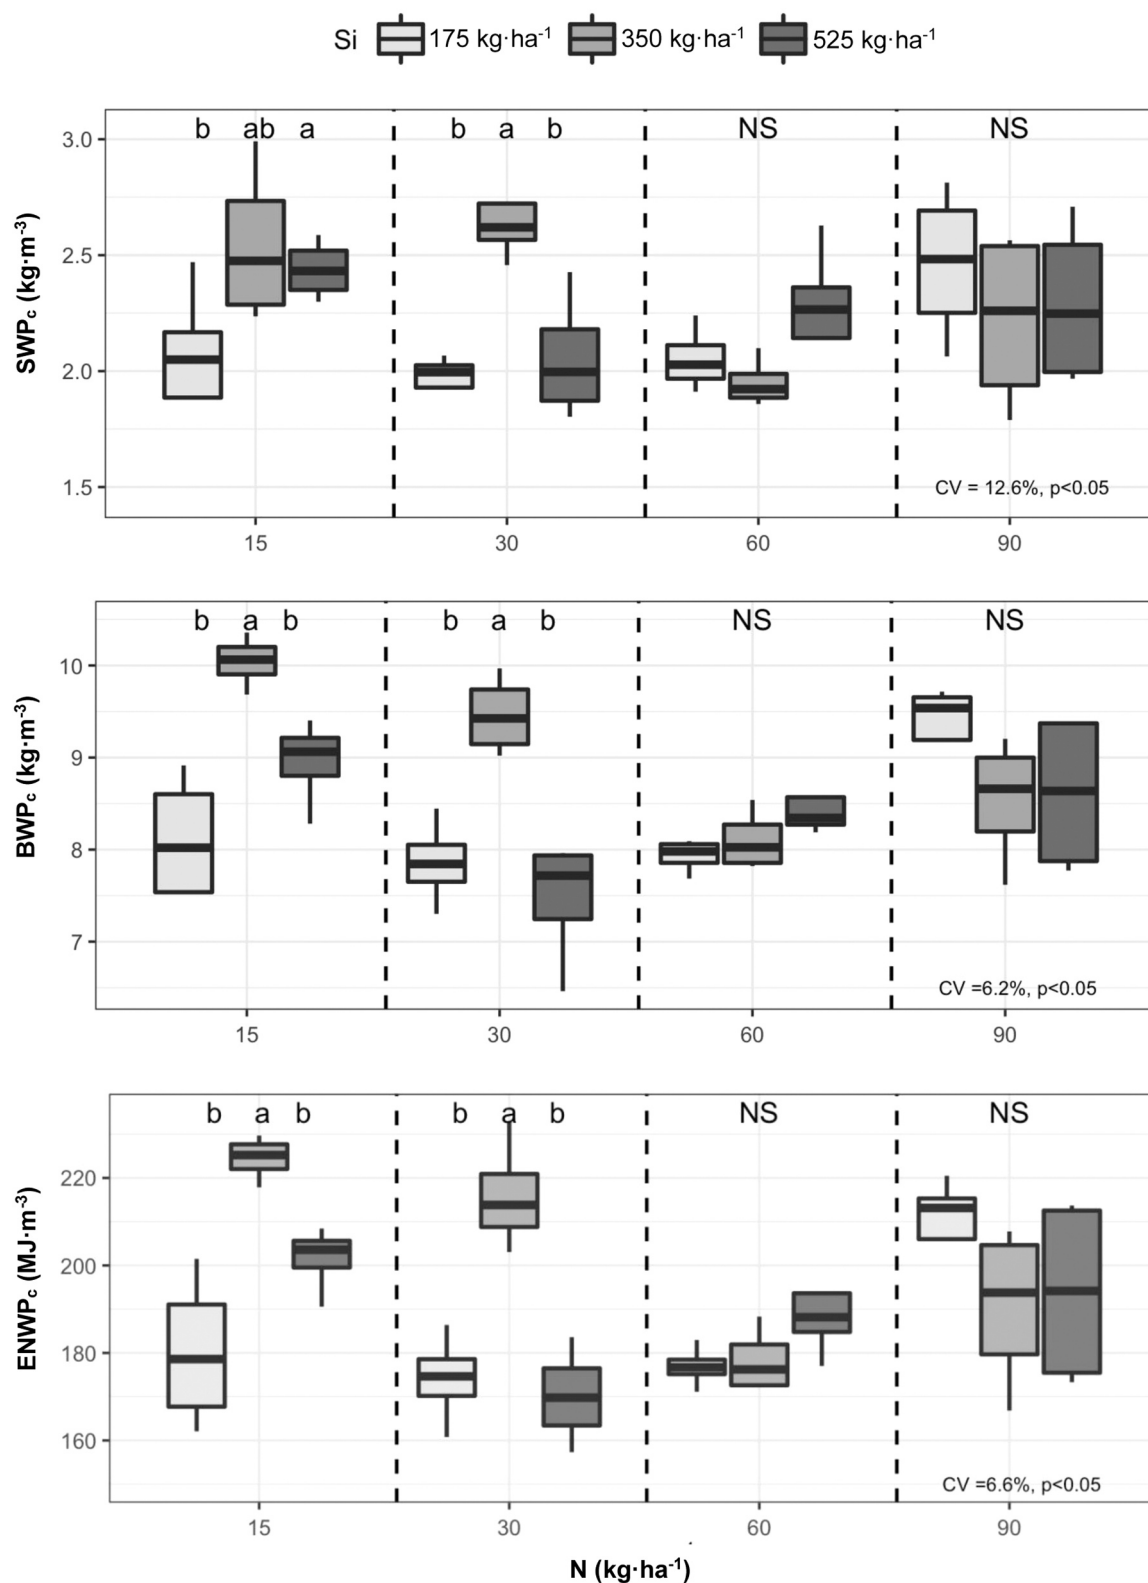 Si 175 kg·ha⁻¹ 350 kg·ha⁻¹ 525 kg·ha⁻¹
b ab a b a b NS NS
3.0
2.5
2.0
1.5
SWPc (kg·m⁻³)
CV = 12.6%, p<0.05
15 30 60 90
b a b b a b NS NS
10
9
8
7
BWPc (kg·m⁻³)
CV =6.2%, p<0.05
15 30 60 90
b a b b a b NS NS
220
200
180
160
ENWPc (MJ·m⁻³)
CV =6.6%, p<0.05
15 30 60 90
N (kg·ha⁻¹)